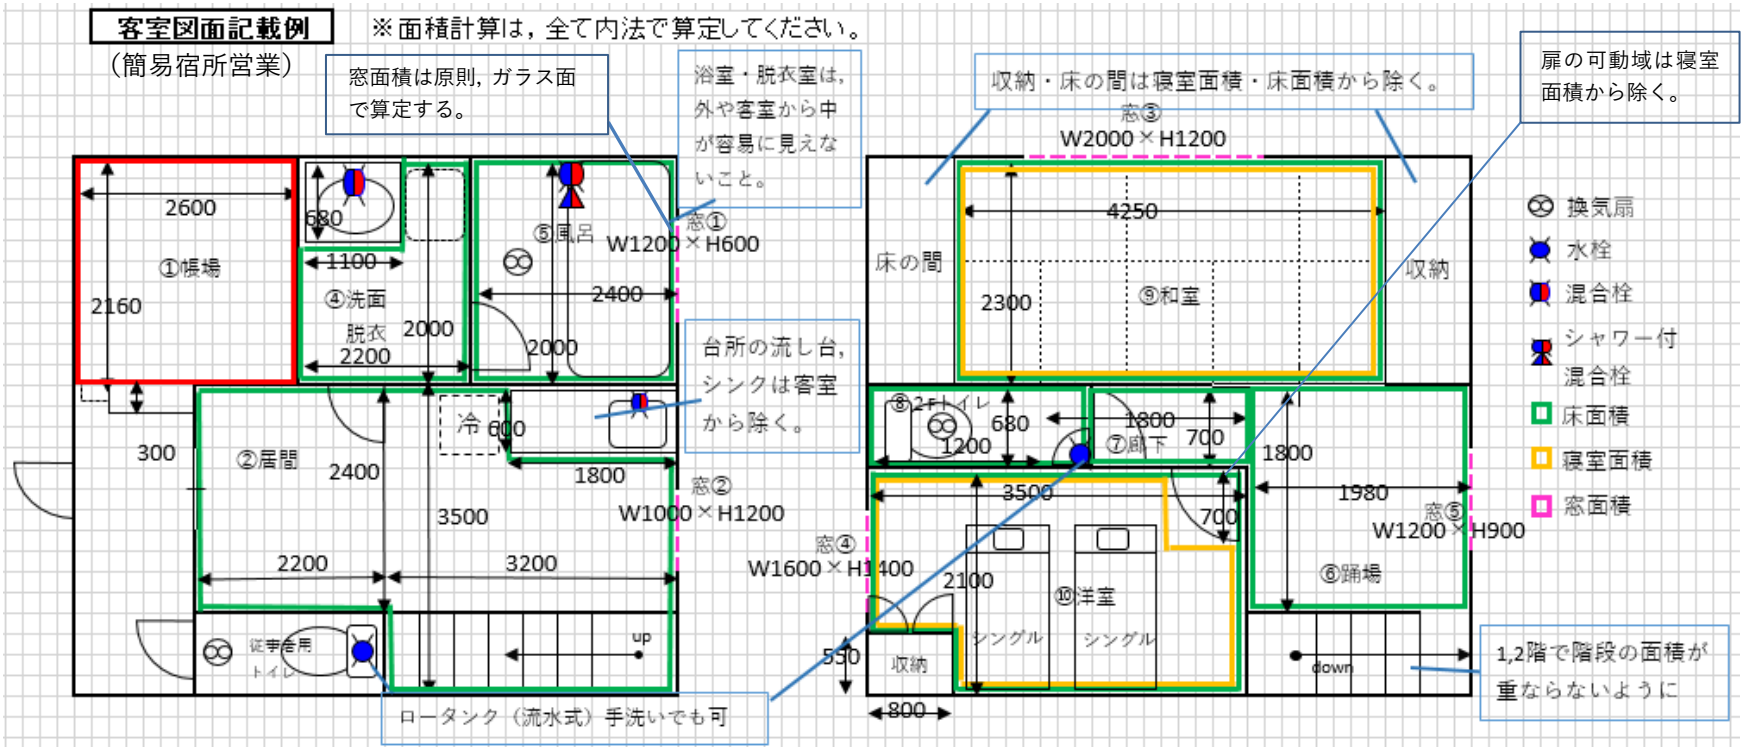 客室図面記載例
※面積計算は，全て内法で算定してください。
(簡易宿所営業)
窓面積は原則，ガラス面
で算定する。
浴室・脱衣室は，
外や客室から中
が容易に見えな
いこと。
収納・床の間は寝室面積・床面積から除く。
扉の可動域は寝室
面積から除く。
窓③
W2000×H1200
2600
①帳場
2160
300
680
1100
④洗面
脱衣
2000
2200
⑤風呂
2400
2000
窓①
W1200×H600
台所の流し台，
シンクは客室
から除く。
冷
600
1800
②居間
2400
3500
2200
3200
窓②
W1000×H1200
従事者用
トイレ
up
ロータンク（流水式）手洗いでも可
床の間
4250
2300
⑨和室
収納
⑧2Fトイレ
680
1200
1800
⑦廊下
700
1800
1980
窓⑤
W1200×H900
⑥踊場
3500
700
窓④
W1600×H1400
2100
⑩洋室
シングル
シングル
550
収納
800
down
1,2階で階段の面積が
重ならないように
換気扇
水栓
混合栓
シャワー付
混合栓
床面積
寝室面積
窓面積